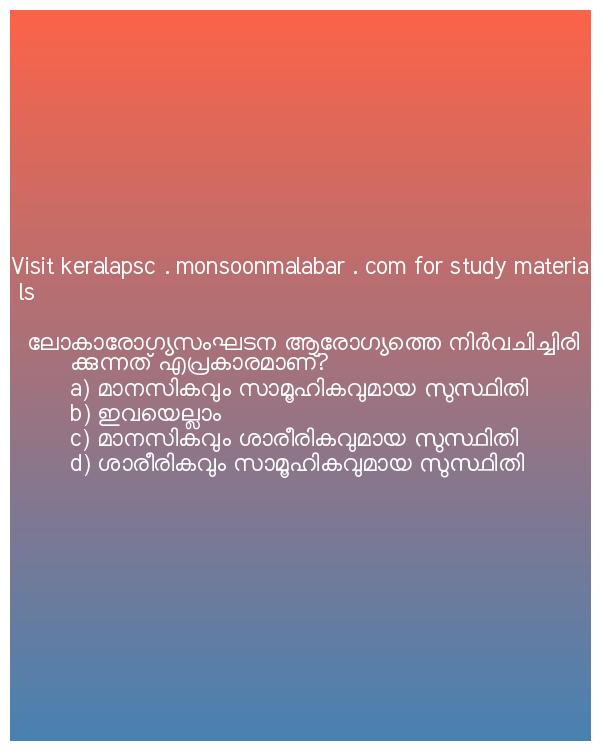 Visit keralapsc . monsoonmalabar . com for study materia
ls
ലോകാരോഗ്യസംഘടന ആരോഗ്യത്തെ നിർവചിച്ചിരി
ക്കുന്നത് എപ്രകാരമാണ്?
a) മാനസികവും സാമൂഹികവുമായ സുസ്ഥിതി
b) ഇവയെല്ലാം
c) മാനസികവും ശാരീരികവുമായ സുസ്ഥിതി
d) ശാരീരികവും സാമൂഹികവുമായ സുസ്ഥിതി